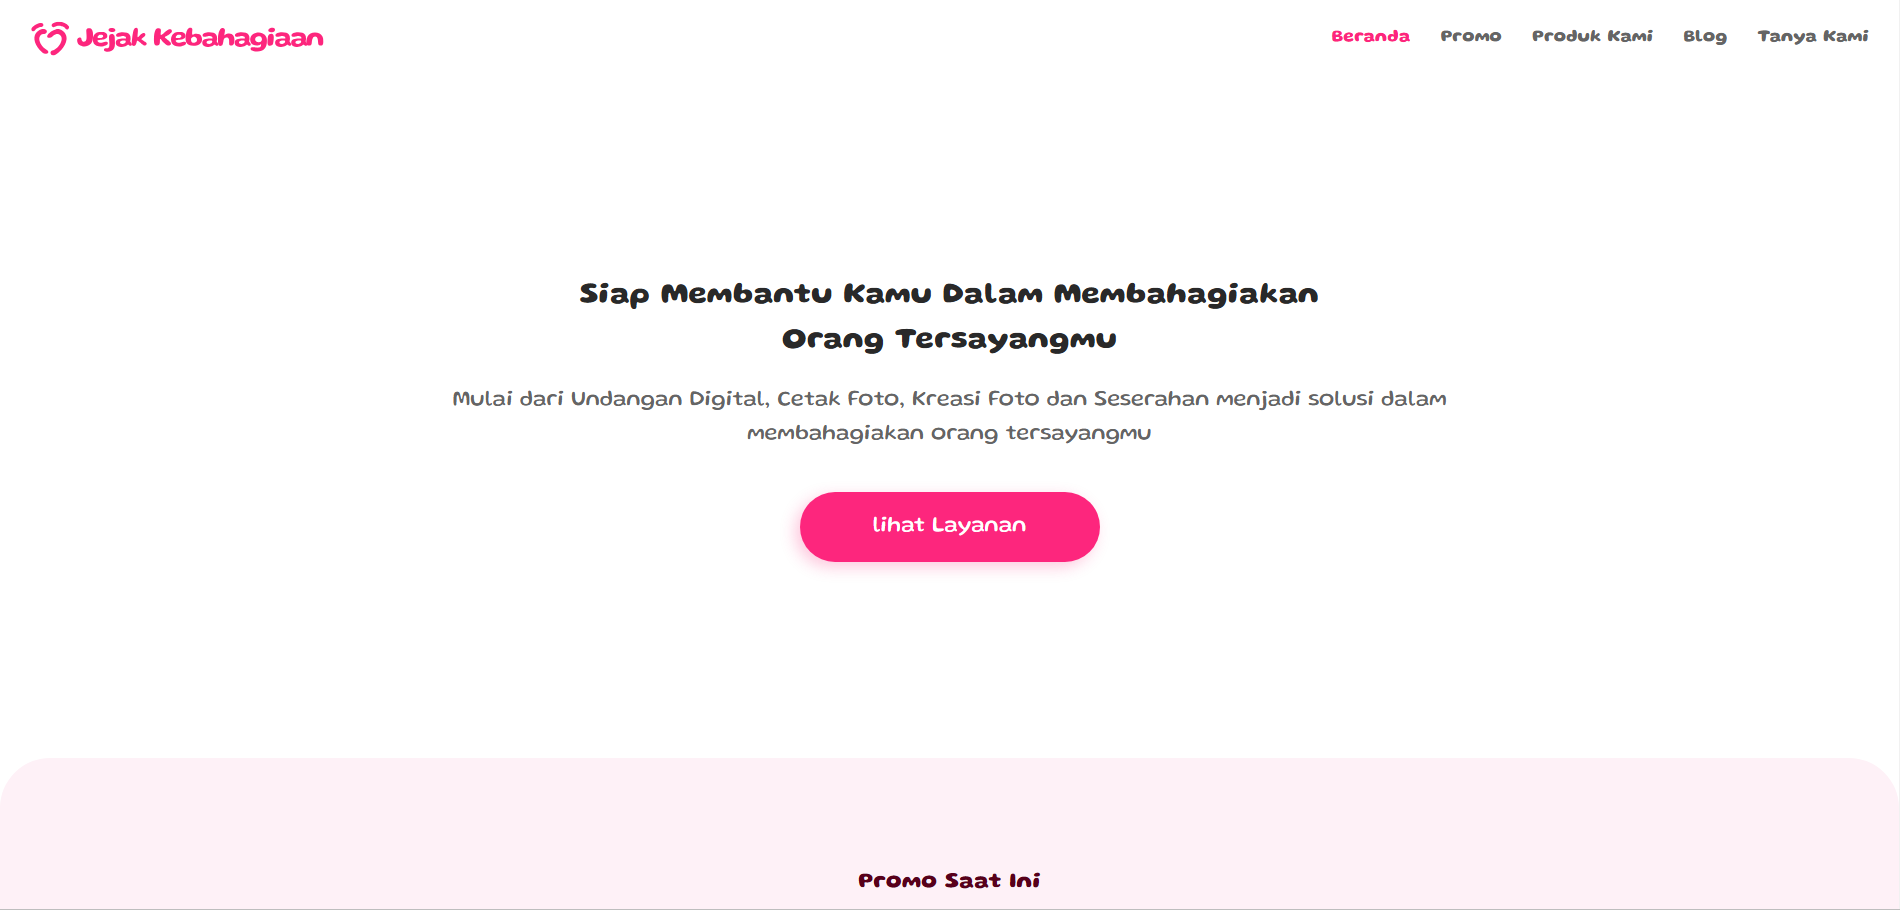 Jejak Kebahagiaan
Beranda Promo Produk Kami Blog Tanya Kami
Siap Membantu Kamu Dalam Membahagiakan
Orang Tersayangmu
Mulai dari Undangan Digital, Cetak Foto, Kreasi Foto dan Seserahan menjadi solusi dalam
membahagiakan orang tersayangmu
lihat Layanan
Promo Saat Ini